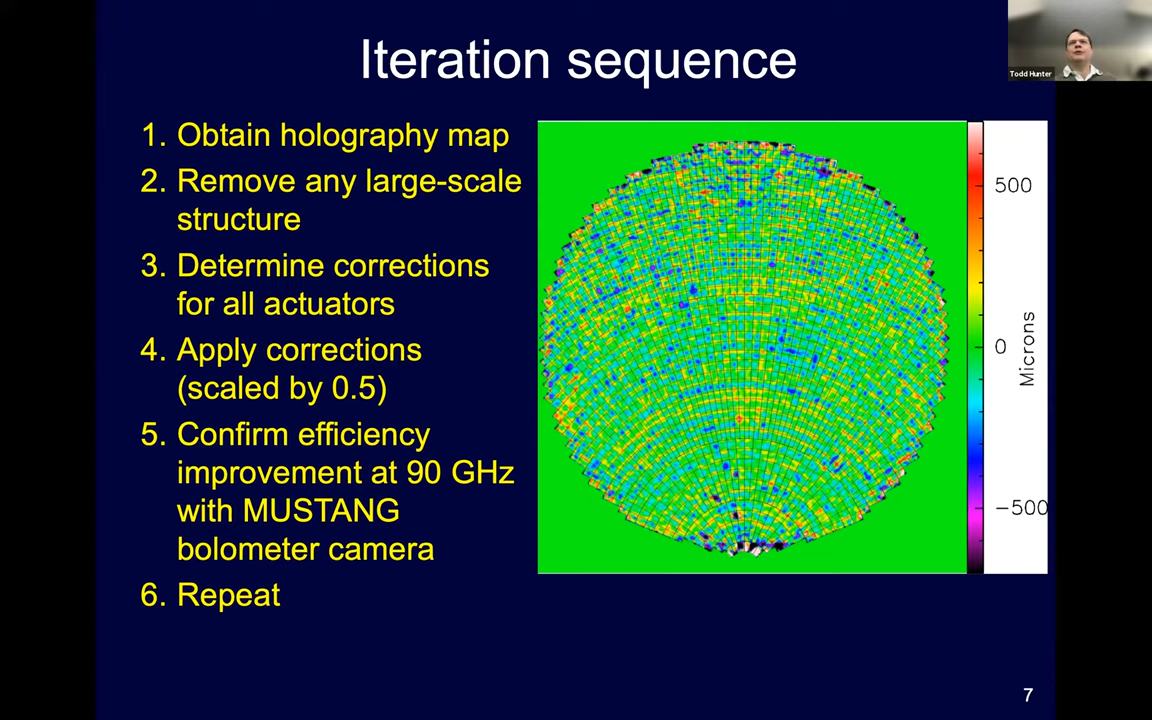 Iteration sequence
Todd Hunter
1. Obtain holography map
2. Remove any large-scale
structure
3. Determine corrections
for all actuators
4. Apply corrections
(scaled by 0.5)
5. Confirm efficiency
improvement at 90 GHz
with MUSTANG
bolometer camera
6. Repeat
500
0
−500
Microns
7